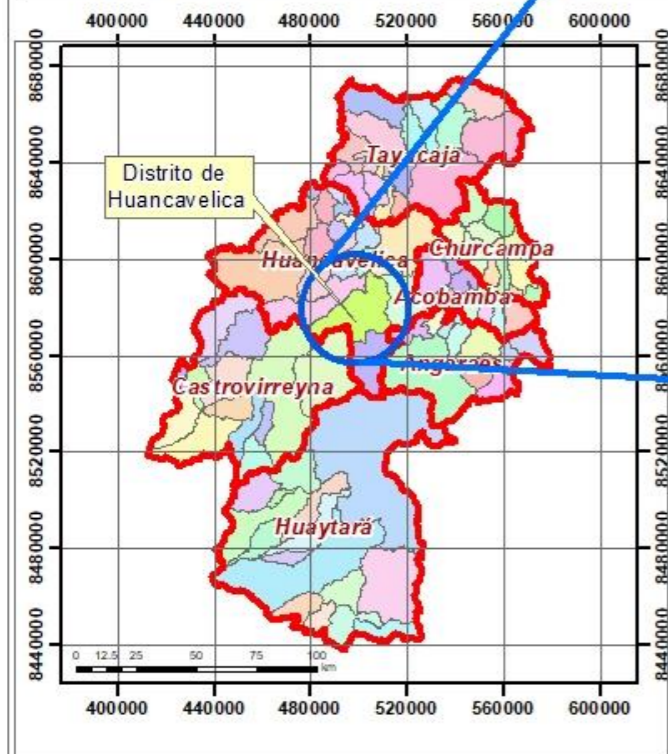 400000 440000 480000 520000 560000 600000
8680000
8680000
Tayacaja
8640000
8640000
Distrito de
Huancavelica
Churcampa
Huancavelica
8600000
8600000
Acobamba
Angaraes
8560000
8560000
Castrovirreyna
8520000
8520000
Huaytará
8480000
8480000
8440000
8440000
0 12.5 25 50 75 100
km
400000 440000 480000 520000 560000 600000